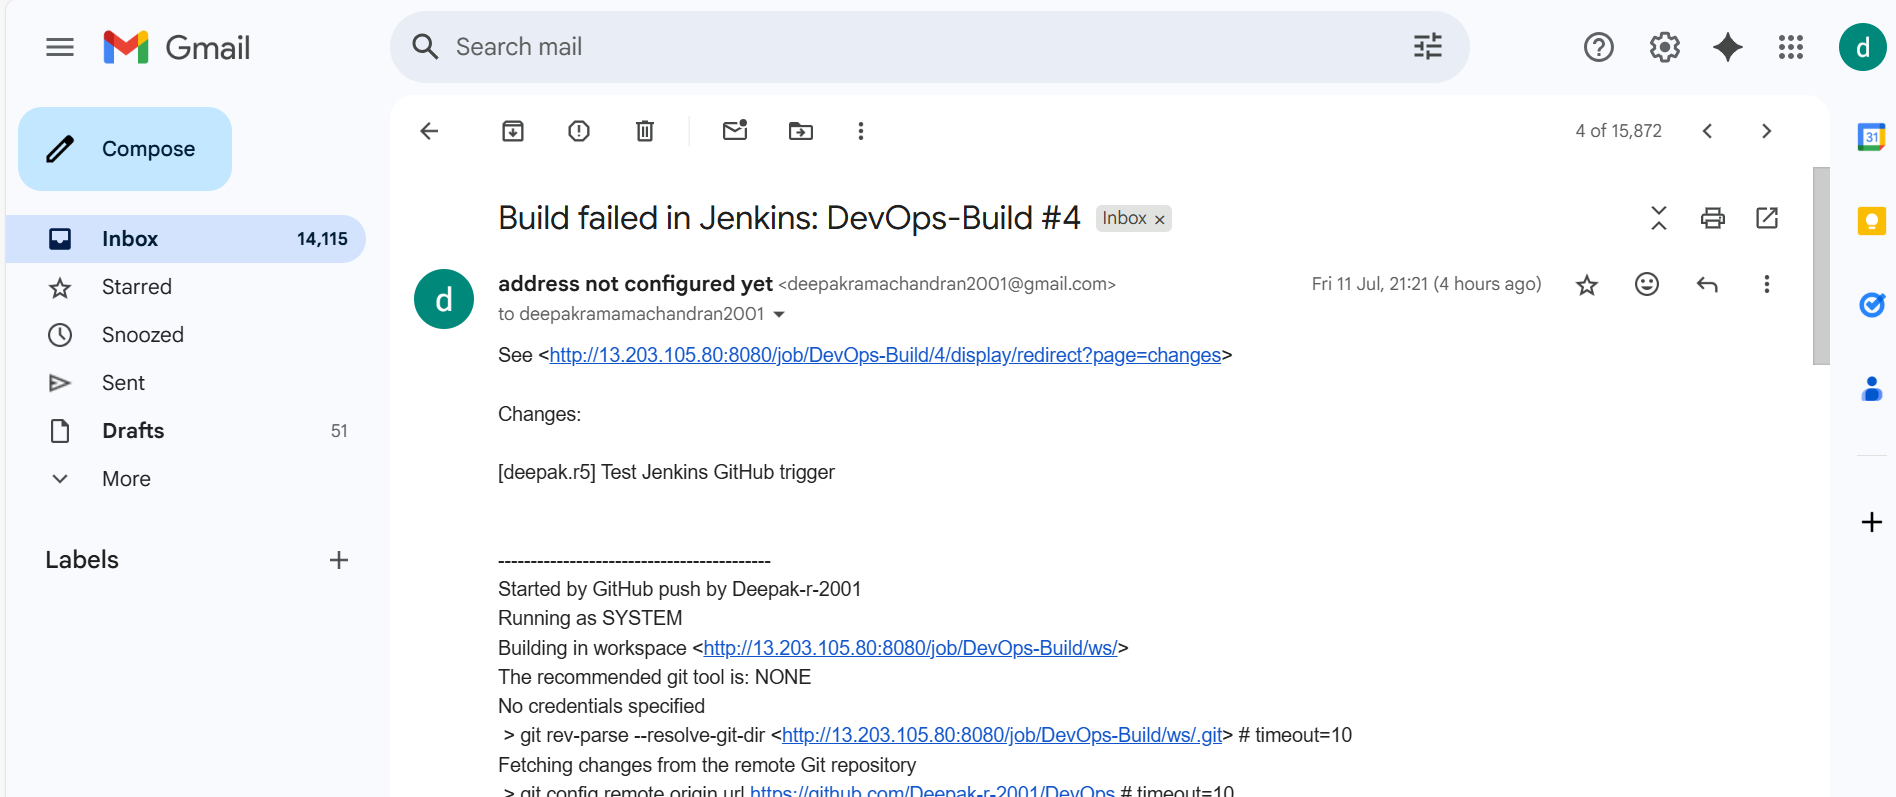 Gmail
Search mail
Compose
4 of 15,872
Inbox 14,115
Starred
Snoozed
Sent
Drafts 51
More
Labels
Build failed in Jenkins: DevOps-Build #4 Inbox ×
d
31
d
address not configured yet <deepakramachandran2001@gmail.com> Fri 11 Jul, 21:21 (4 hours ago)
to deepakramamachandran2001
See <http://13.203.105.80:8080/job/DevOps-Build/4/display/redirect?page=changes>
Changes:
[deepak.r5] Test Jenkins GitHub trigger
------------------------------------------
Started by GitHub push by Deepak-r-2001
Running as SYSTEM
Building in workspace <http://13.203.105.80:8080/job/DevOps-Build/ws/>
The recommended git tool is: NONE
No credentials specified
> git rev-parse --resolve-git-dir <http://13.203.105.80:8080/job/DevOps-Build/ws/.git> # timeout=10
Fetching changes from the remote Git repository
> git config remote.origin.url https://github.com/Deepak-r-2001/DevOps # timeout=10